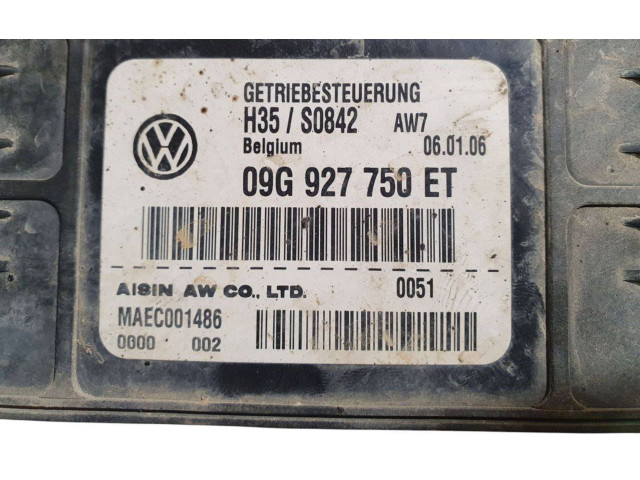 GETRIEBESTEUERUNG
H35 / S0842 AW7
Belgium 06.01.06
09G 927 750 ET
AISIN AW CO., LTD. 0051
MAEC001486
0000 002